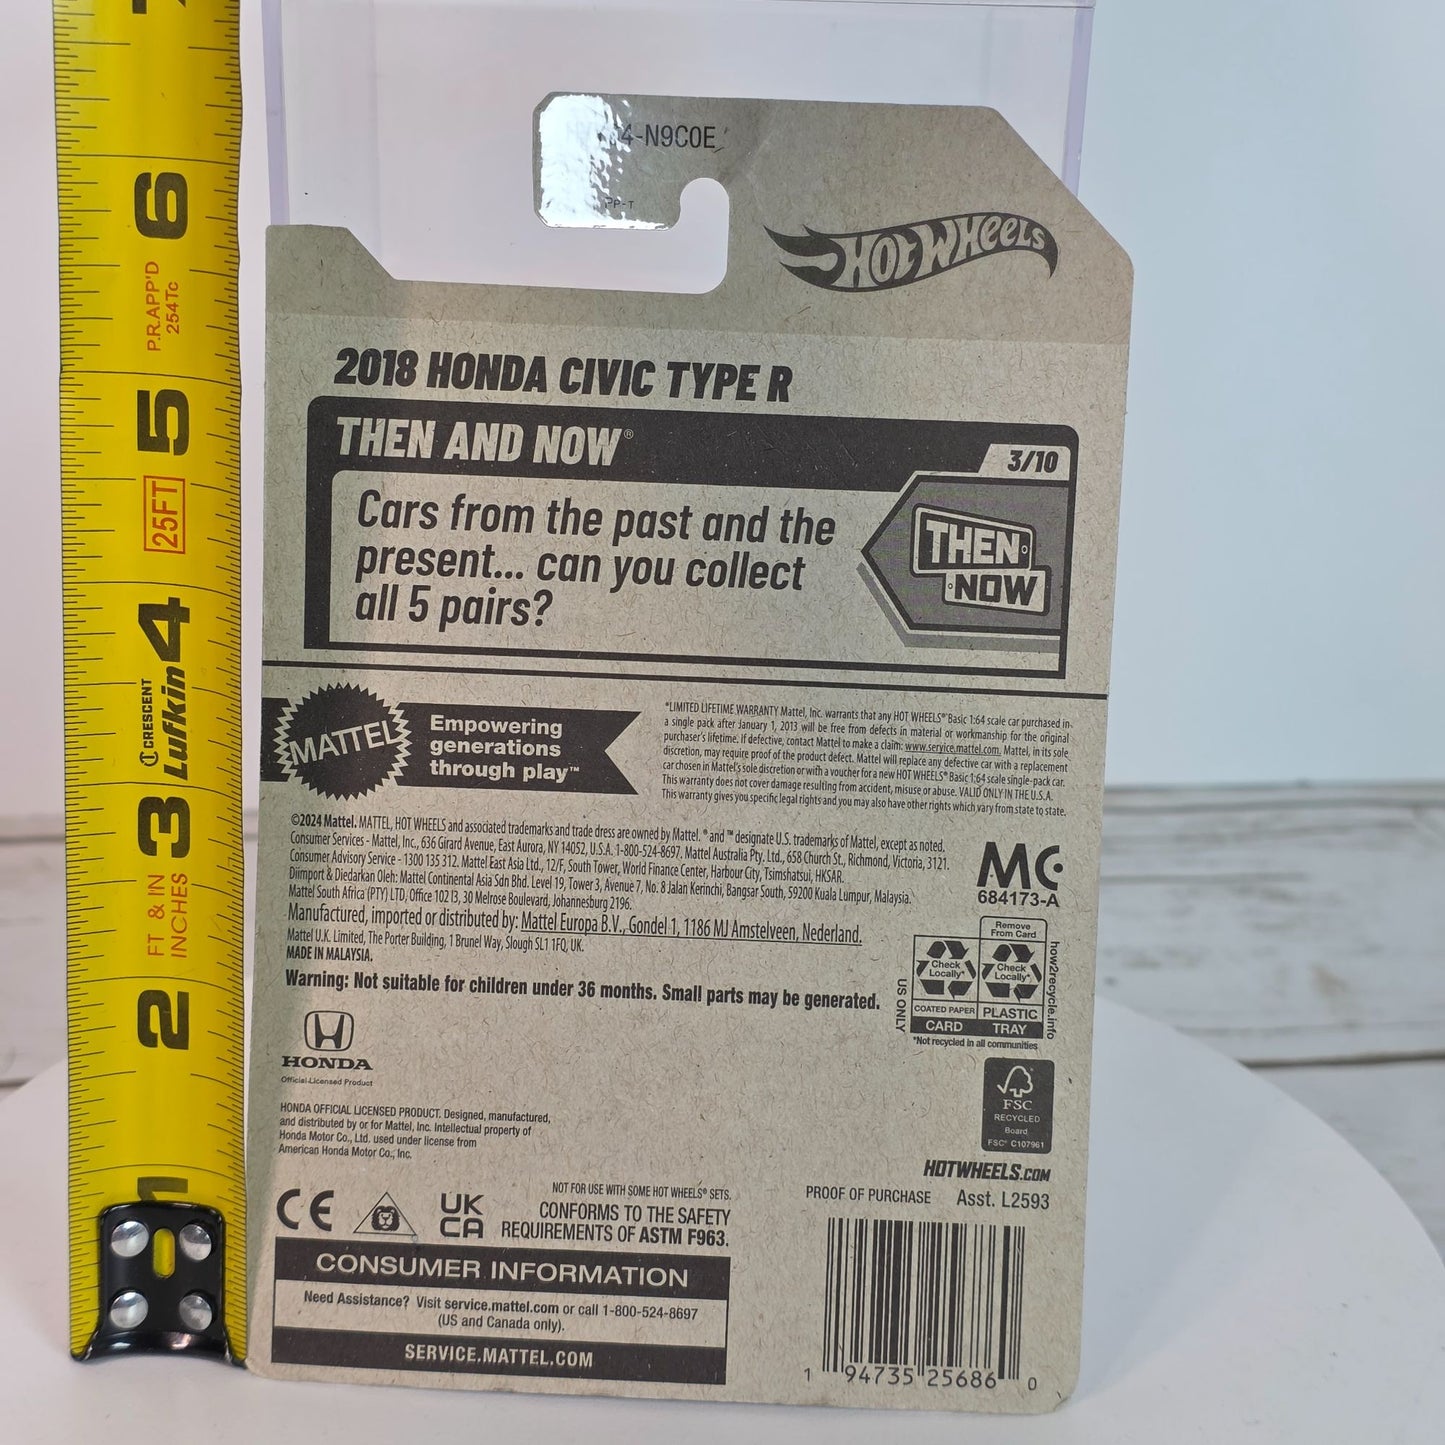 6
P.R.APP'D
254Tc
5
25FT
4
CRESCENT
Lufkin
3
FT & IN
INCHES
2
1
4-N9C0E
PP-T
HOT WHEELS
2018 HONDA CIVIC TYPE R
THEN AND NOW®
3/10
Cars from the past and the
present... can you collect
all 5 pairs?
THEN
NOW
MATTEL
Empowering
generations
through play™
*LIMITED LIFETIME WARRANTY Mattel, Inc. warrants that any HOT WHEELS® Basic 1:64 scale car purchased in
a single pack after January 1, 2013 will be free from defects in material or workmanship for the original
purchaser's lifetime. If defective, contact Mattel to make a claim: www.service.mattel.com. Mattel, in its sole
discretion, may require proof of the product defect. Mattel will replace any defective car with a replacement
car chosen in Mattel's sole discretion or with a voucher for a new HOT WHEELS® Basic 1:64 scale single-pack car.
This warranty does not cover damage resulting from accident, misuse or abuse. VALID ONLY IN THE U.S.A.
This warranty gives you specific legal rights and you may also have other rights which vary from state to state.
©2024 Mattel. MATTEL, HOT WHEELS and associated trademarks and trade dress are owned by Mattel. ® and ™ designate U.S. trademarks of Mattel, except as noted.
Consumer Services - Mattel, Inc., 636 Girard Avenue, East Aurora, NY 14052, U.S.A. 1-800-524-8697. Mattel Australia Pty. Ltd., 658 Church St., Richmond, Victoria, 3121.
Consumer Advisory Service - 1300 135 312. Mattel East Asia Ltd., 12/F, South Tower, World Finance Center, Harbour City, Tsimshatsui, HKSAR.
Diimport & Diedarkan Oleh: Mattel Continental Asia Sdn Bhd. Level 19, Tower 3, Avenue 7, No. 8 Jalan Kerinchi, Bangsar South, 59200 Kuala Lumpur, Malaysia.
Mattel South Africa (PTY) LTD, Office 102 I3, 30 Melrose Boulevard, Johannesburg 2196.
Manufactured, imported or distributed by: Mattel Europa B.V., Gondel 1, 1186 MJ Amstelveen, Nederland.
Mattel U.K. Limited, The Porter Building, 1 Brunel Way, Slough SL1 1FQ, UK.
MADE IN MALAYSIA.
MC
684173-A
Warning: Not suitable for children under 36 months. Small parts may be generated.
US ONLY
Remove
From Card
Check
Locally*
Check
Locally*
COATED PAPER
PLASTIC
CARD
TRAY
*Not recycled in all communities
how2recycle.info
HONDA
Official Licensed Product
FSC
RECYCLED
Board
FSC® C107961
HONDA OFFICIAL LICENSED PRODUCT. Designed, manufactured,
and distributed by or for Mattel, Inc. Intellectual property of
Honda Motor Co., Ltd. used under license from
American Honda Motor Co., Inc.
HOTWHEELS.COM
CE
UK
CA
NOT FOR USE WITH SOME HOT WHEELS® SETS.
CONFORMS TO THE SAFETY
REQUIREMENTS OF ASTM F963.
PROOF OF PURCHASE Asst. L2593
CONSUMER INFORMATION
Need Assistance? Visit service.mattel.com or call 1-800-524-8697
(US and Canada only).
SERVICE.MATTEL.COM
1 94735 25686 0